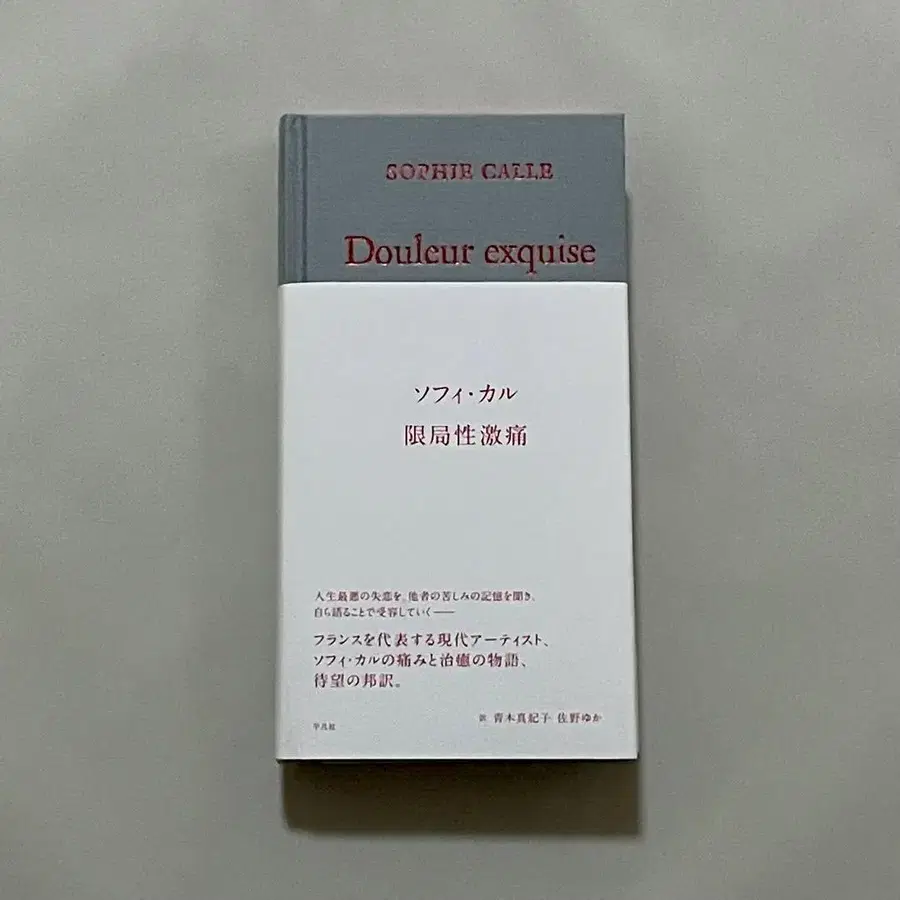 SOPHIE CALLE
Douleur exquise
ソフィ・カル
限局性激痛
人生最悪の失恋を、他者の苦しみの記憶を聞き、
自ら語ることで受容していく——
フランスを代表する現代アーティスト、
ソフィ・カルの痛みと治癒の物語、
待望の邦訳。
訳 青木真紀子 佐野ゆか
平凡社